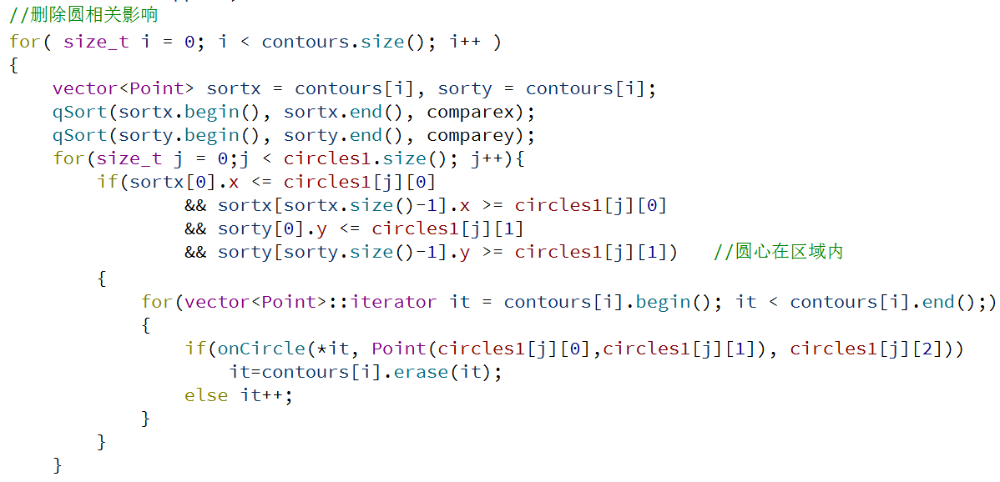 //删除圆相关影响
for( size_t i = 0; i < contours.size(); i++ )
{
    vector<Point> sortx = contours[i], sorty = contours[i];
    qSort(sortx.begin(), sortx.end(), comparex);
    qSort(sorty.begin(), sorty.end(), comparey);
    for(size_t j = 0;j < circles1.size(); j++){
        if(sortx[0].x <= circles1[j][0]
                && sortx[sortx.size()-1].x >= circles1[j][0]
                && sorty[0].y <= circles1[j][1]
                && sorty[sorty.size()-1].y >= circles1[j][1])   //圆心在区域内
        {
            for(vector<Point>::iterator it = contours[i].begin(); it < contours[i].end();)
            {
                if(onCircle(*it, Point(circles1[j][0],circles1[j][1]), circles1[j][2]))
                    it=contours[i].erase(it);
                else it++;
            }
        }
    }